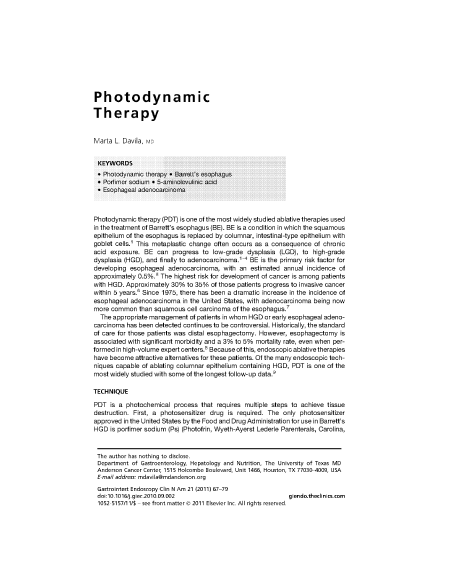 Photodynamic
Therapy
Marta L. Davila, MD
KEYWORDS
• Photodynamic therapy • Barrett's esophagus
• Porfimer sodium • 5-aminolevulinic acid
• Esophageal adenocarcinoma
Photodynamic therapy (PDT) is one of the most widely studied ablative therapies used
in the treatment of Barrett's esophagus (BE). BE is a condition in which the squamous
epithelium of the esophagus is replaced by columnar, intestinal-type epithelium with
goblet cells.¹ This metaplastic change often occurs as a consequence of chronic
acid exposure. BE can progress to low-grade dysplasia (LGD), to high-grade
dysplasia (HGD), and finally to adenocarcinoma.²⁻⁴ BE is the primary risk factor for
developing esophageal adenocarcinoma, with an estimated annual incidence of
approximately 0.5%.⁵ The highest risk for development of cancer is among patients
with HGD. Approximately 30% to 35% of those patients progress to invasive cancer
within 5 years.⁶ Since 1975, there has been a dramatic increase in the incidence of
esophageal adenocarcinoma in the United States, with adenocarcinoma being now
more common than squamous cell carcinoma of the esophagus.⁷
The appropriate management of patients in whom HGD or early esophageal adeno-
carcinoma has been detected continues to be controversial. Historically, the standard
of care for those patients was distal esophagectomy. However, esophagectomy is
associated with significant morbidity and a 3% to 5% mortality rate, even when per-
formed in high-volume expert centers.⁸ Because of this, endoscopic ablative therapies
have become attractive alternatives for these patients. Of the many endoscopic tech-
niques capable of ablating columnar epithelium containing HGD, PDT is one of the
most widely studied with some of the longest follow-up data.⁹
TECHNIQUE
PDT is a photochemical process that requires multiple steps to achieve tissue
destruction. First, a photosensitizer drug is required. The only photosensitizer
approved in the United States by the Food and Drug Administration for use in Barrett's
HGD is porfimer sodium (Ps) (Photofrin, Wyeth-Ayerst Lederle Parenterals, Carolina,
The author has nothing to disclose.
Department of Gastroenterology, Hepatology and Nutrition, The University of Texas MD
Anderson Cancer Center, 1515 Holcombe Boulevard, Unit 1466, Houston, TX 77030-4009, USA
E-mail address: mdavila@mdanderson.org
Gastrointest Endoscopy Clin N Am 21 (2011) 67–79
doi:10.1016/j.giec.2010.09.002 giendo.theclinics.com
1052-5157/11/$ – see front matter © 2011 Elsevier Inc. All rights reserved.